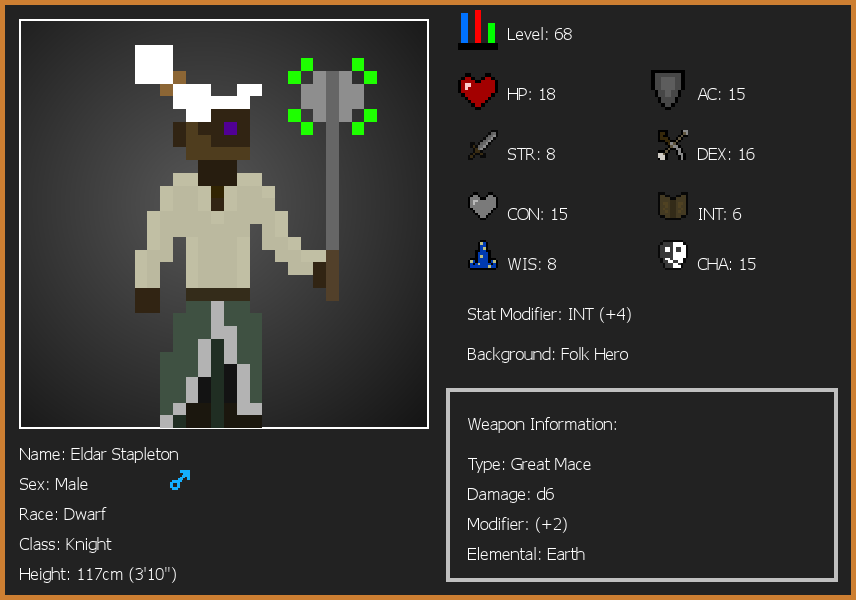 Level: 68
HP: 18
AC: 15
STR: 8
DEX: 16
CON: 15
INT: 6
WIS: 8
CHA: 15
Stat Modifier: INT (+4)
Background: Folk Hero
Weapon Information:
Type: Great Mace
Damage: d6
Modifier: (+2)
Elemental: Earth
Name: Eldar Stapleton
Sex: Male
Race: Dwarf
Class: Knight
Height: 117cm (3'10")